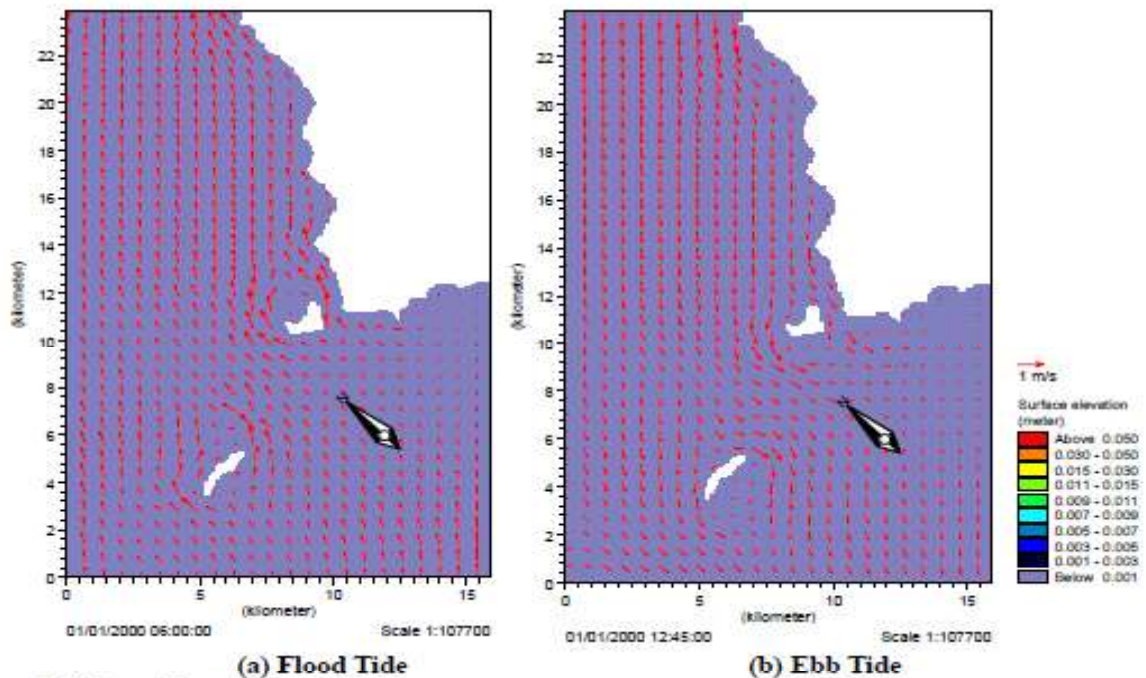 22
20
18
16
14
12
10
8
6
4
2
0
(kilometer)
0 5 10 15
(kilometer)
01/01/2000 06:00:00 Scale 1:107700
(a) Flood Tide
22
20
18
16
14
12
10
8
6
4
2
0
(kilometer)
0 5 10 15
(kilometer)
01/01/2000 12:45:00 Scale 1:107700
(b) Ebb Tide
1 m/s
Surface elevation
(meter)
Above 0.050
0.030 - 0.050
0.015 - 0.030
0.011 - 0.015
0.009 - 0.011
0.007 - 0.009
0.005 - 0.007
0.003 - 0.005
0.001 - 0.003
Below 0.001